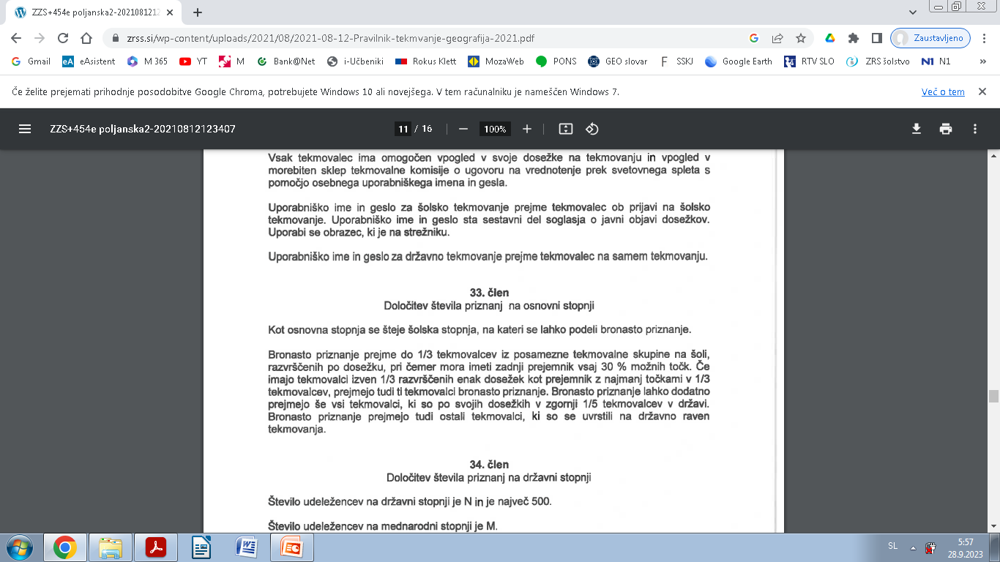 ZZS+454e poljanska2-202108121
zrss.si/wp-content/uploads/2021/08/2021-08-12-Pravilnik-tekmvanje-geografija-2021.pdf
Zaustavljeno
Gmail eAsistent M 365 YT M Bank@Net i-Učbeniki Rokus Klett MozaWeb PONS GEO slovar SSKJ Google Earth RTV SLO ZRS šolstvo N1 »
Če želite prejemati prihodnje posodobitve Google Chroma, potrebujete Windows 10 ali novejšega. V tem računalniku je nameščen Windows 7. Več o tem
ZZS+454e poljanska2-20210812123407 11 / 16 100%
Vsak tekmovalec ima omogočen vpogled v svoje dosežke na tekmovanju in vpogled v
morebiten sklep tekmovalne komisije o ugovoru na vrednotenje prek svetovnega spleta s
pomočjo osebnega uporabniškega imena in gesla.
Uporabniško ime in geslo za šolsko tekmovanje prejme tekmovalec ob prijavi na šolsko
tekmovanje. Uporabniško ime in geslo sta sestavni del soglasja o javni objavi dosežkov.
Uporabi se obrazec, ki je na strežniku.
Uporabniško ime in geslo za državno tekmovanje prejme tekmovalec na samem tekmovanju.
33. člen
Določitev števila priznanj na osnovni stopnji
Kot osnovna stopnja se šteje šolska stopnja, na kateri se lahko podeli bronasto priznanje.
Bronasto priznanje prejme do 1/3 tekmovalcev iz posamezne tekmovalne skupine na šoli,
razvrščenih po dosežku, pri čemer mora imeti zadnji prejemnik vsaj 30 % možnih točk. Če
imajo tekmovalci izven 1/3 razvrščenih enak dosežek kot prejemnik z najmanj točkami v 1/3
tekmovalcev, prejmejo tudi ti tekmovalci bronasto priznanje. Bronasto priznanje lahko dodatno
prejmejo še vsi tekmovalci, ki so po svojih dosežkih v zgornji 1/5 tekmovalcev v državi.
Bronasto priznanje prejmejo tudi ostali tekmovalci, ki so se uvrstili na državno raven
tekmovanja.
34. člen
Določitev števila priznanj na državni stopnji
Število udeležencev na državni stopnji je N in je največ 500.
Število udeležencev na mednarodni stopnji je M.
SL 5:57
28.9.2023